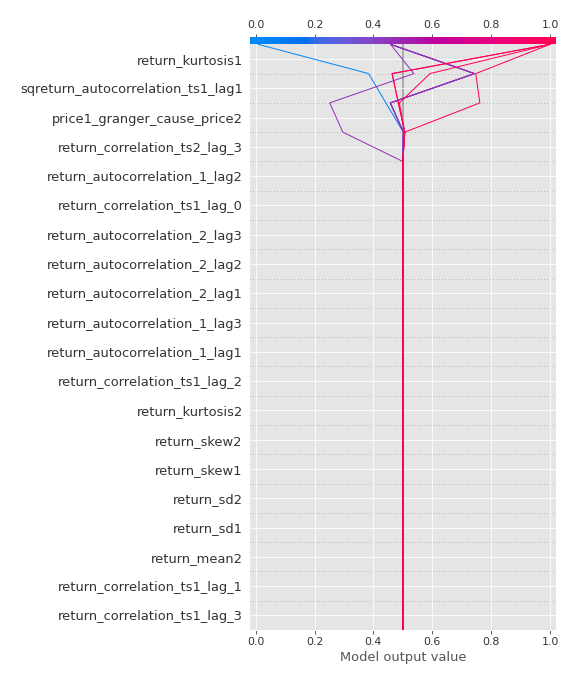 0.0 0.2 0.4 0.6 0.8 1.0
return_kurtosis1
sqreturn_autocorrelation_ts1_lag1
price1_granger_cause_price2
return_correlation_ts2_lag_3
return_autocorrelation_1_lag2
return_correlation_ts1_lag_0
return_autocorrelation_2_lag3
return_autocorrelation_2_lag2
return_autocorrelation_2_lag1
return_autocorrelation_1_lag3
return_autocorrelation_1_lag1
return_correlation_ts1_lag_2
return_kurtosis2
return_skew2
return_skew1
return_sd2
return_sd1
return_mean2
return_correlation_ts1_lag_1
return_correlation_ts1_lag_3
0.0 0.2 0.4 0.6 0.8 1.0
Model output value